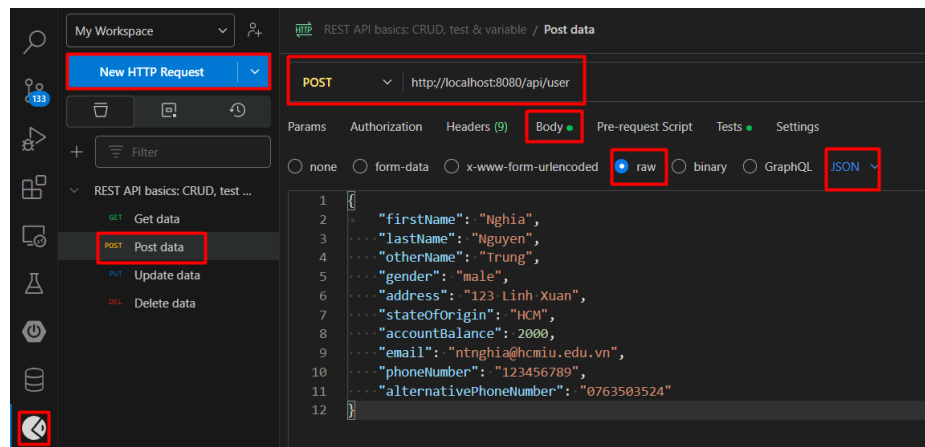 My Workspace
HTTP REST API basics: CRUD, test & variable / Post data
New HTTP Request
POST http://localhost:8080/api/user
133
Params Authorization Headers (9) Body Pre-request Script Tests Settings
Filter
none form-data x-www-form-urlencoded raw binary GraphQL JSON
REST API basics: CRUD, test ...
GET Get data
POST Post data
PUT Update data
DEL Delete data
1 {
2 "firstName": "Nghia",
3 "lastName": "Nguyen",
4 "otherName": "Trung",
5 "gender": "male",
6 "address": "123 Linh Xuan",
7 "stateOfOrigin": "HCM",
8 "accountBalance": 2000,
9 "email": "ntnghia@hcmiu.edu.vn",
10 "phoneNumber": "123456789",
11 "alternativePhoneNumber": "0763503524"
12 }